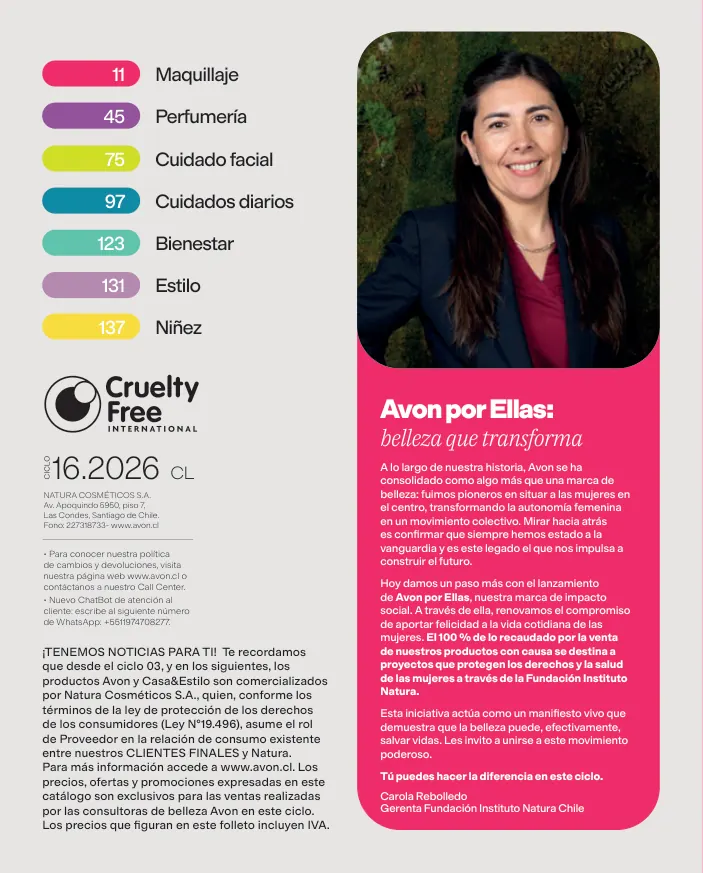 11 Maquillaje
45 Perfumería
75 Cuidado facial
97 Cuidados diarios
123 Bienestar
131 Estilo
137 Niñez
Cruelty
Free
INTERNATIONAL
CICLO 16.2026 CL
NATURA COSMÉTICOS S.A.
Av. Apoquindo 5950, piso 7,
Las Condes, Santiago de Chile.
Fono: 227318733- www.avon.cl
• Para conocer nuestra política
de cambios y devoluciones, visita
nuestra página web www.avon.cl o
contáctanos a nuestro Call Center.
• Nuevo ChatBot de atención al
cliente: escribe al siguiente número
de WhatsApp: +5511974708277.
¡TENEMOS NOTICIAS PARA TI! Te recordamos
que desde el ciclo 03, y en los siguientes, los
productos Avon y Casa&Estilo son comercializados
por Natura Cosméticos S.A., quien, conforme los
términos de la ley de protección de los derechos
de los consumidores (Ley N°19.496), asume el rol
de Proveedor en la relación de consumo existente
entre nuestros CLIENTES FINALES y Natura.
Para más información accede a www.avon.cl. Los
precios, ofertas y promociones expresadas en este
catálogo son exclusivos para las ventas realizadas
por las consultoras de belleza Avon en este ciclo.
Los precios que figuran en este folleto incluyen IVA.
Avon por Ellas:
belleza que transforma
A lo largo de nuestra historia, Avon se ha
consolidado como algo más que una marca de
belleza: fuimos pioneros en situar a las mujeres en
el centro, transformando la autonomía femenina
en un movimiento colectivo. Mirar hacia atrás
es confirmar que siempre hemos estado a la
vanguardia y es este legado el que nos impulsa a
construir el futuro.
Hoy damos un paso más con el lanzamiento
de Avon por Ellas, nuestra marca de impacto
social. A través de ella, renovamos el compromiso
de aportar felicidad a la vida cotidiana de las
mujeres. El 100 % de lo recaudado por la venta
de nuestros productos con causa se destina a
proyectos que protegen los derechos y la salud
de las mujeres a través de la Fundación Instituto
Natura.
Esta iniciativa actúa como un manifiesto vivo que
demuestra que la belleza puede, efectivamente,
salvar vidas. Les invito a unirse a este movimiento
poderoso.
Tú puedes hacer la diferencia en este ciclo.
Carola Rebolledo
Gerenta Fundación Instituto Natura Chile